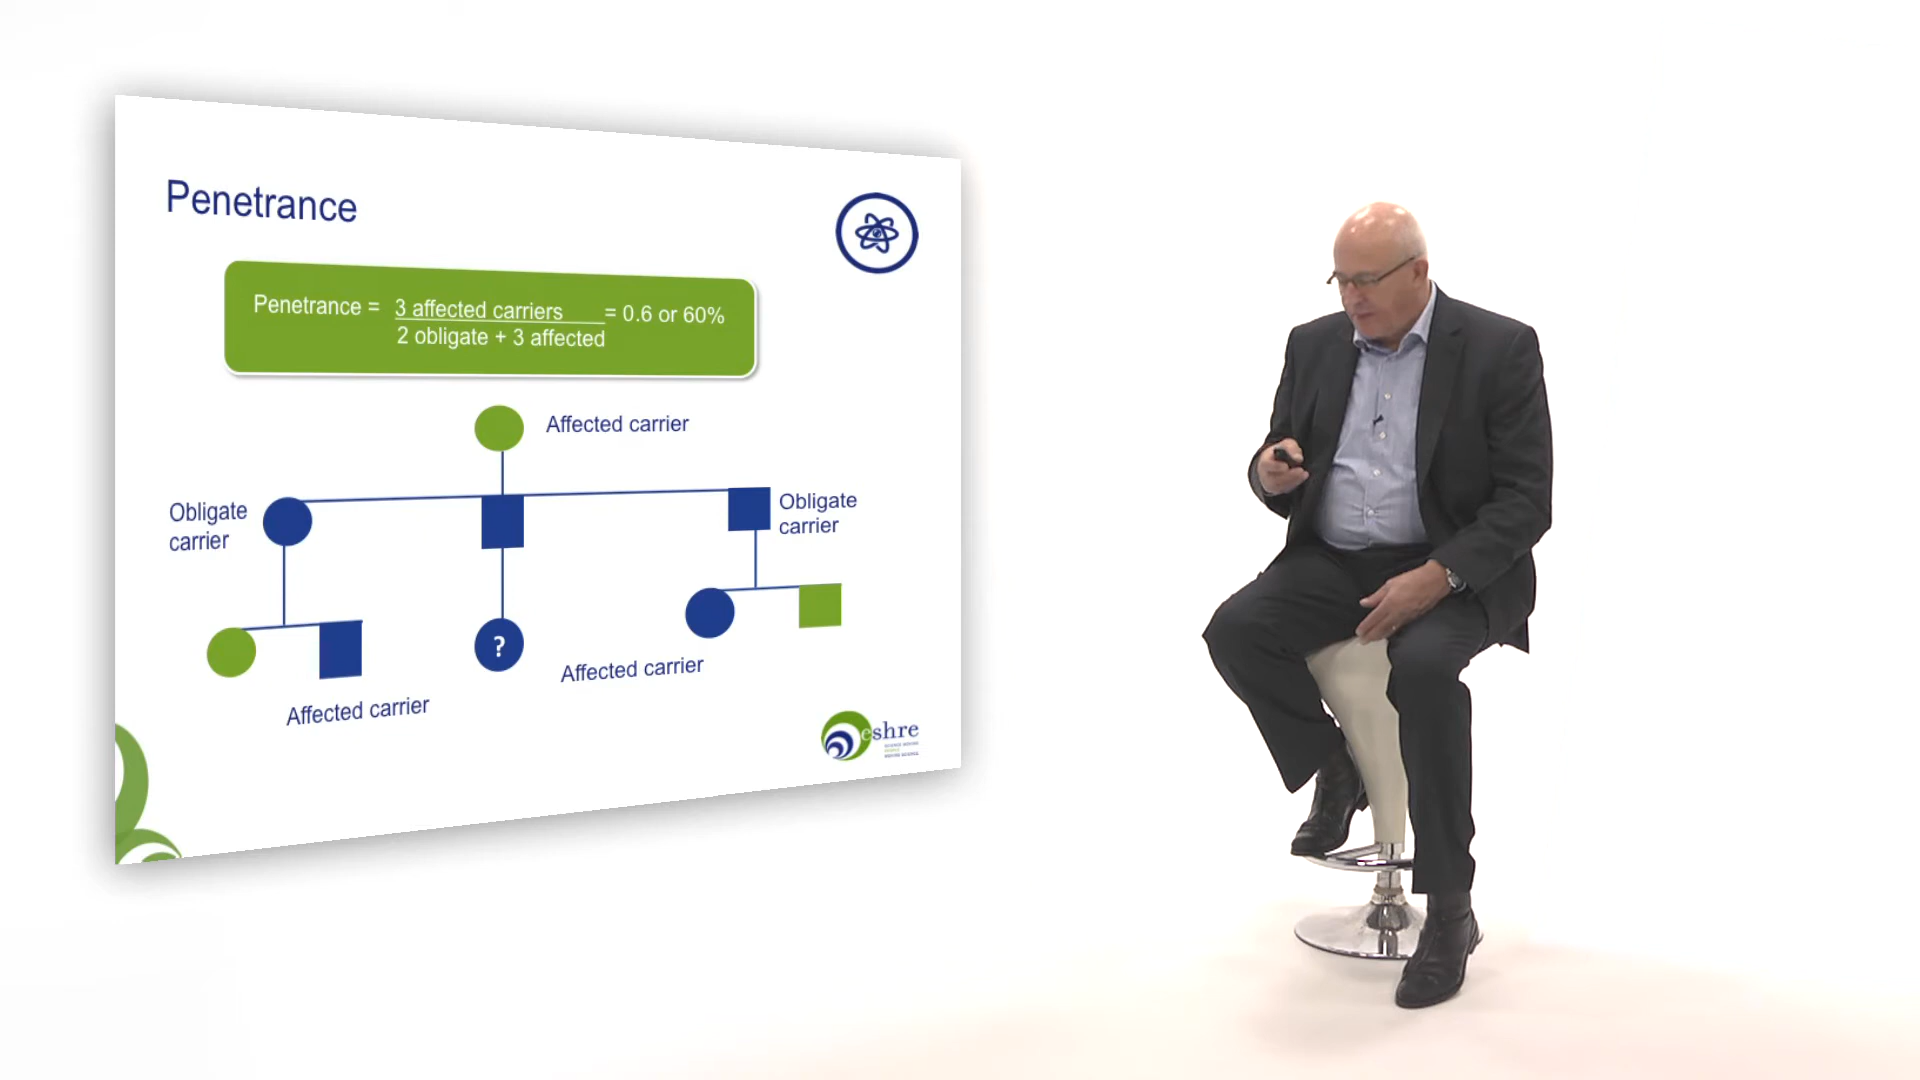 Penetrance
Penetrance = 3 affected carriers = 0.6 or 60%
2 obligate + 3 affected
Affected carrier
Obligate
carrier
Obligate
carrier
?
Affected carrier
Affected carrier
eshre